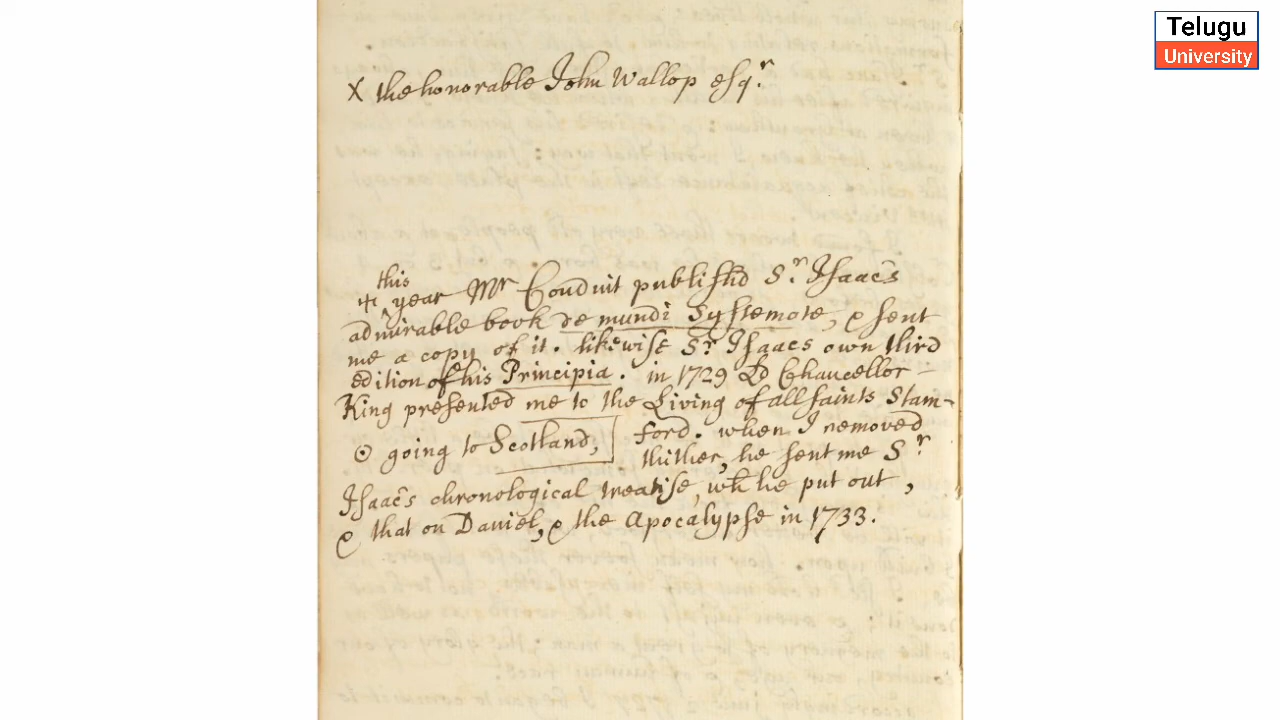 Telugu
University
X the honorable John Wallop esqr.
this
+ year Mr Conduit publishd Sr. Isaac's
admirable book de mundi Systemate, & sent
me a copy of it. likewise Sr. Isaacs own third
edition of his Principia. in 1729 Ld Chancellor
King presented me to the Living of all saints Stam-
ford. when I removed
⊙ going to Scotland,
thither, he sent me Sr
Isaac's chronological treatise, wh he put out,
& that on Daniel, & the Apocalypse in 1733.